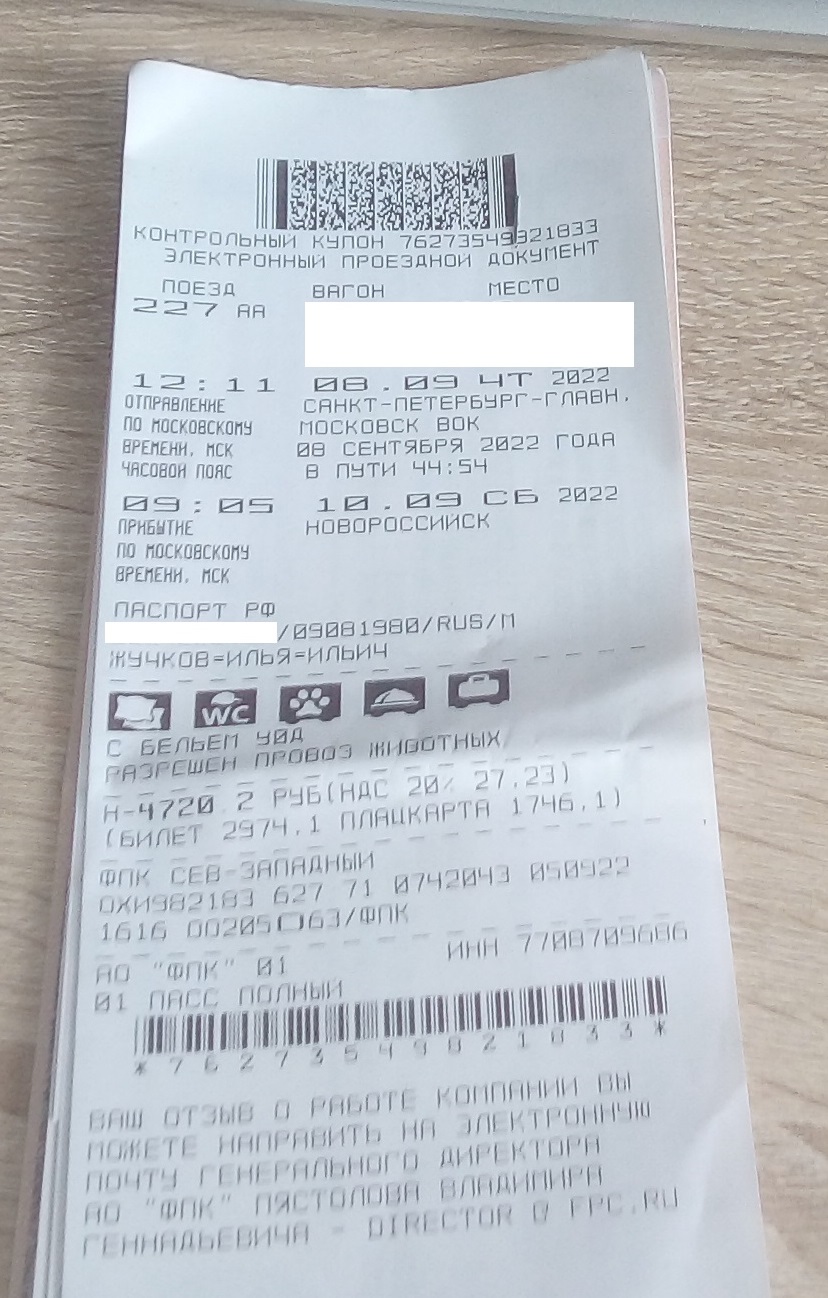 КОНТРОЛЬНЫЙ КУПОН 76273549821833
ЭЛЕКТРОННЫЙ ПРОЕЗДНОЙ ДОКУМЕНТ
ПОЕЗД ВАГОН МЕСТО
227 АА
12:11 08.09 ЧТ 2022
ОТПРАВЛЕНИЕ САНКТ-ПЕТЕРБУРГ-ГЛАВН.
ПО МОСКОВСКОМУ МОСКОВСК ВОК
ВРЕМЕНИ, МСК 08 СЕНТЯБРЯ 2022 ГОДА
ЧАСОВОЙ ПОЯС В ПУТИ 44:54
09:05 10.09 СБ 2022
ПРИБЫТИЕ НОВОРОССИЙСК
ПО МОСКОВСКОМУ
ВРЕМЕНИ, МСК
ПАСПОРТ РФ
/09081980/RUS/M
ЖУЧКОВ=ИЛЬЯ=ИЛЬИЧ
WC
С БЕЛЬЕМ У0Д
РАЗРЕШЕН ПРОВОЗ ЖИВОТНЫХ
Н-4720.2 РУБ(НДС 20% 27.23)
(БИЛЕТ 2974.1 ПЛАЦКАРТА 1746.1)
ФПК СЕВ-ЗАПАДНЫЙ
ОХИ982183 627 71 0742043 050922
1616 00205063/ФПК
АО "ФПК" 01 ИНН 7708709686
01 ПАСС ПОЛНЫЙ
*76273549821833*
ВАШ ОТЗЫВ О РАБОТЕ КОМПАНИИ ВЫ
МОЖЕТЕ НАПРАВИТЬ НА ЭЛЕКТРОННУЮ
ПОЧТУ ГЕНЕРАЛЬНОГО ДИРЕКТОРА
АО "ФПК" ПЯСТОЛОВА ВЛАДИМИРА
ГЕННАДЬЕВИЧА - DIRECTOR @ FPC.RU